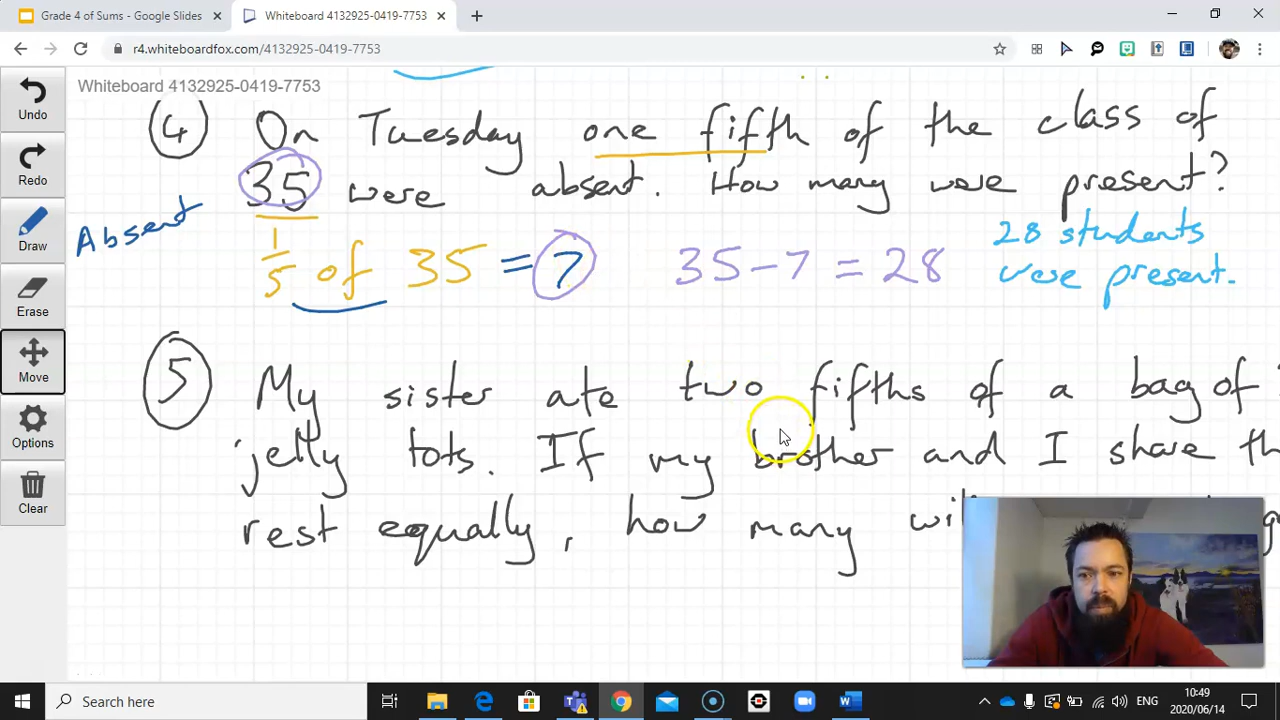 Grade 4 of Sums - Google Slides
Whiteboard 4132925-0419-7753
r4.whiteboardfox.com/4132925-0419-7753
Whiteboard 4132925-0419-7753
Undo
Redo
Draw
Erase
Move
Options
Clear
4 On Tuesday one fifth of the class of
35 were absent. How many were present?
Absent
1/5 of 35 = 7 35 - 7 = 28
28 students
were present.
5 My sister ate two fifths of a bag of
jelly tots. If my brother and I share
rest equally, how many
Search here
ENG
10:49
2020/06/14